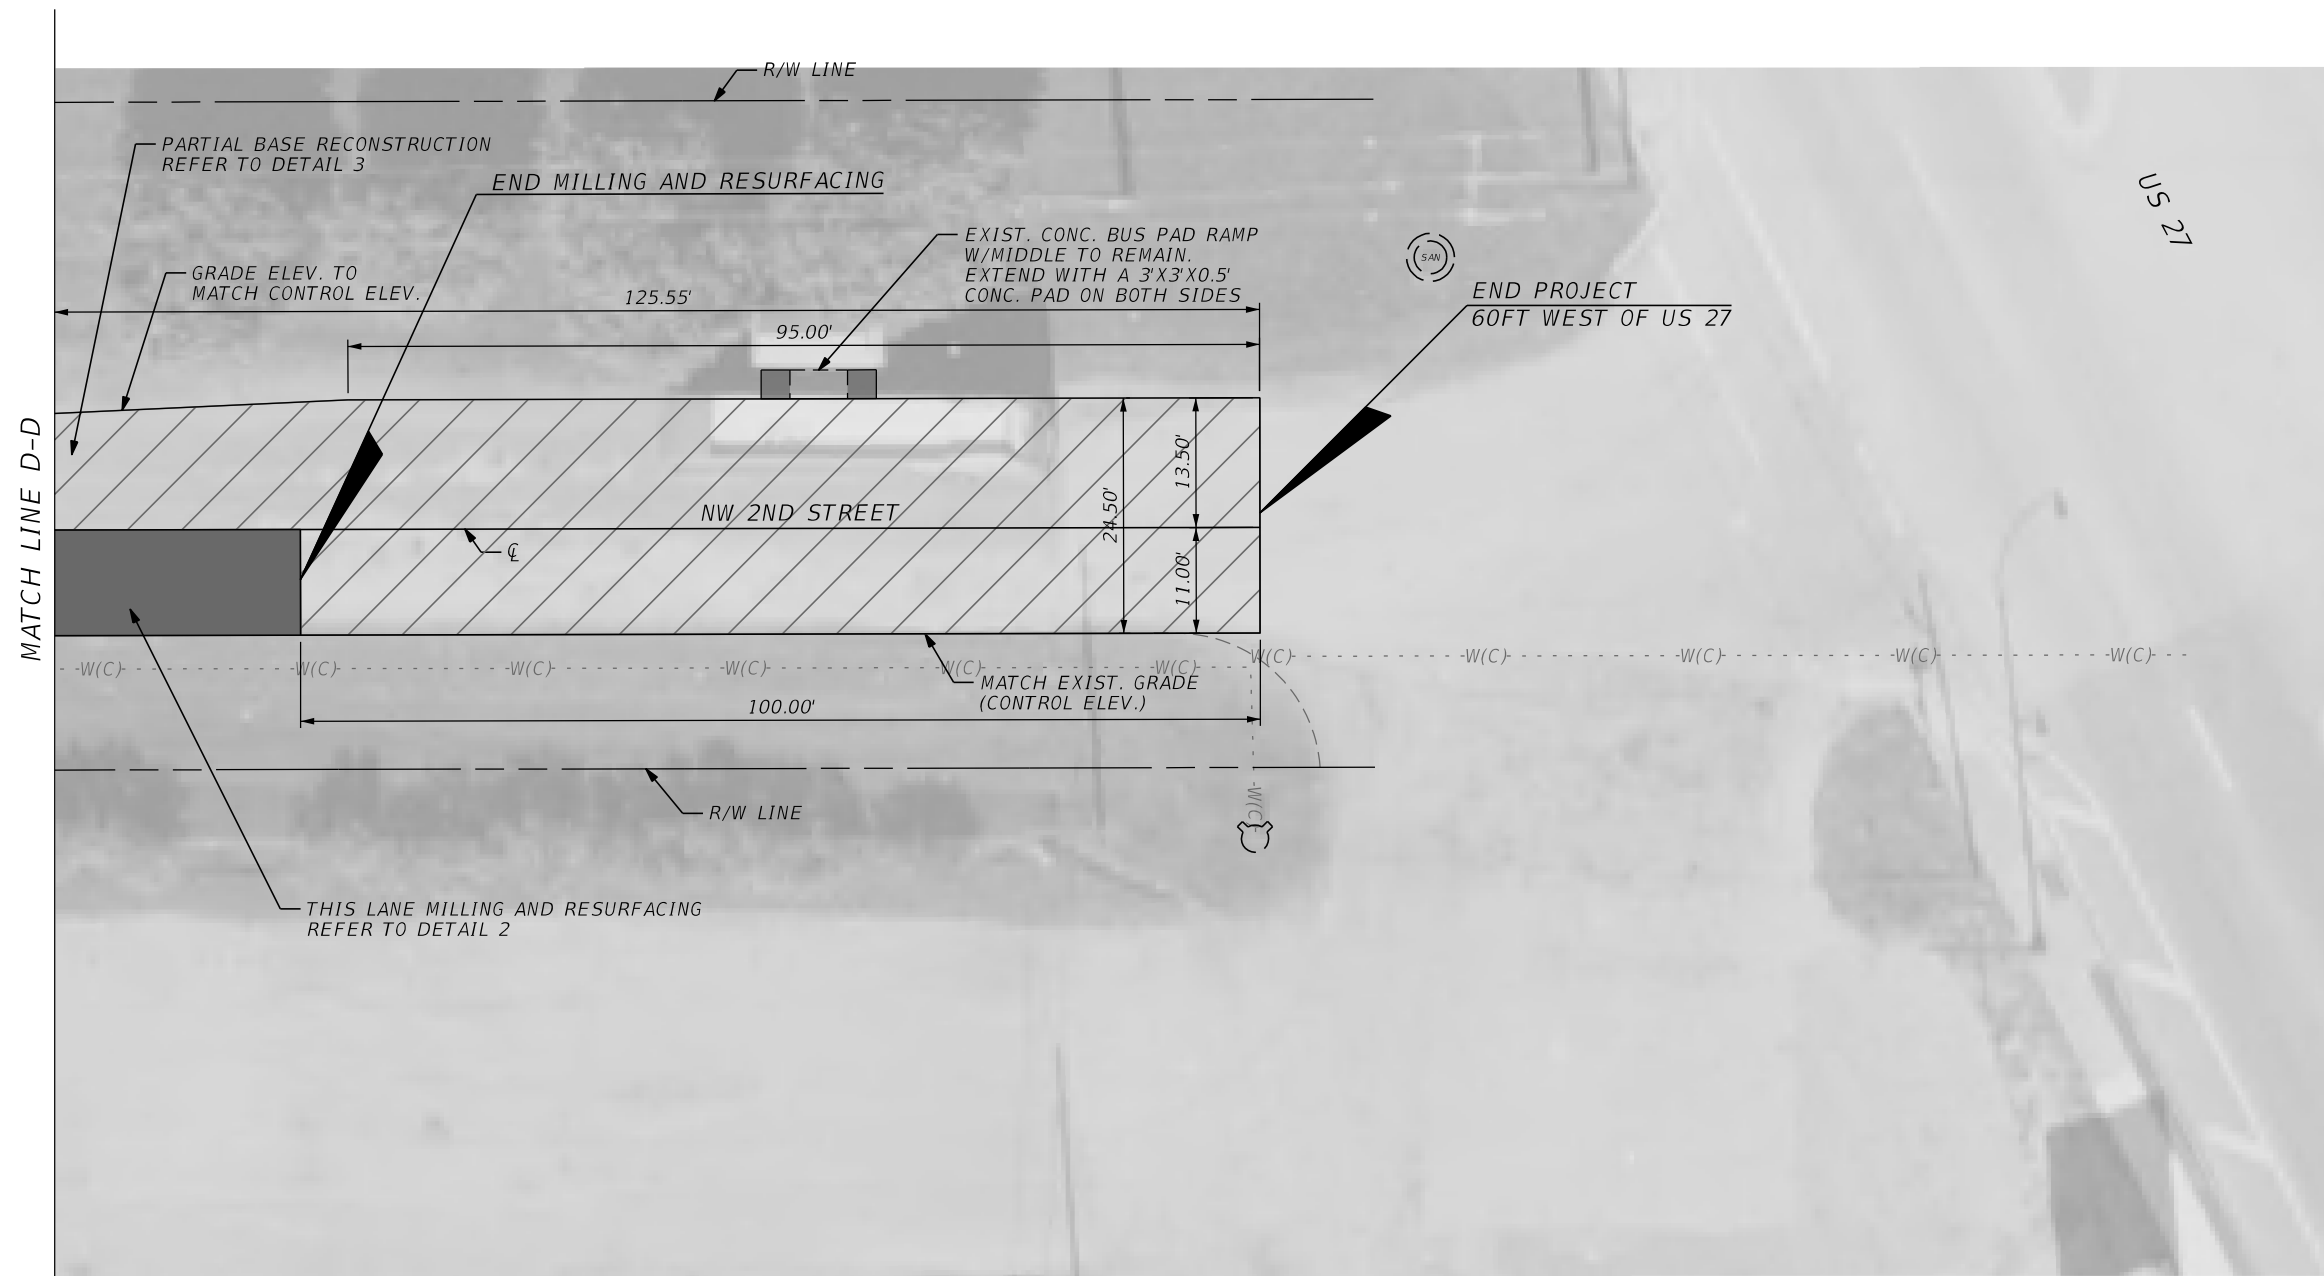 R/W LINE
PARTIAL BASE RECONSTRUCTION
REFER TO DETAIL 3
END MILLING AND RESURFACING
US 27
EXIST. CONC. BUS PAD RAMP
W/MIDDLE TO REMAIN.
EXTEND WITH A 3'X3'X0.5'
CONC. PAD ON BOTH SIDES
SAN
GRADE ELEV. TO
MATCH CONTROL ELEV.
END PROJECT
60FT WEST OF US 27
125.55'
95.00'
MATCH LINE D-D
13.50'
24.50'
NW 2ND STREET
℄
11.00'
W(C) W(C) W(C) W(C) W(C) W(C) W(C) W(C) W(C) W(C) W(C)
MATCH EXIST. GRADE
(CONTROL ELEV.)
100.00'
W(C)
R/W LINE
THIS LANE MILLING AND RESURFACING
REFER TO DETAIL 2